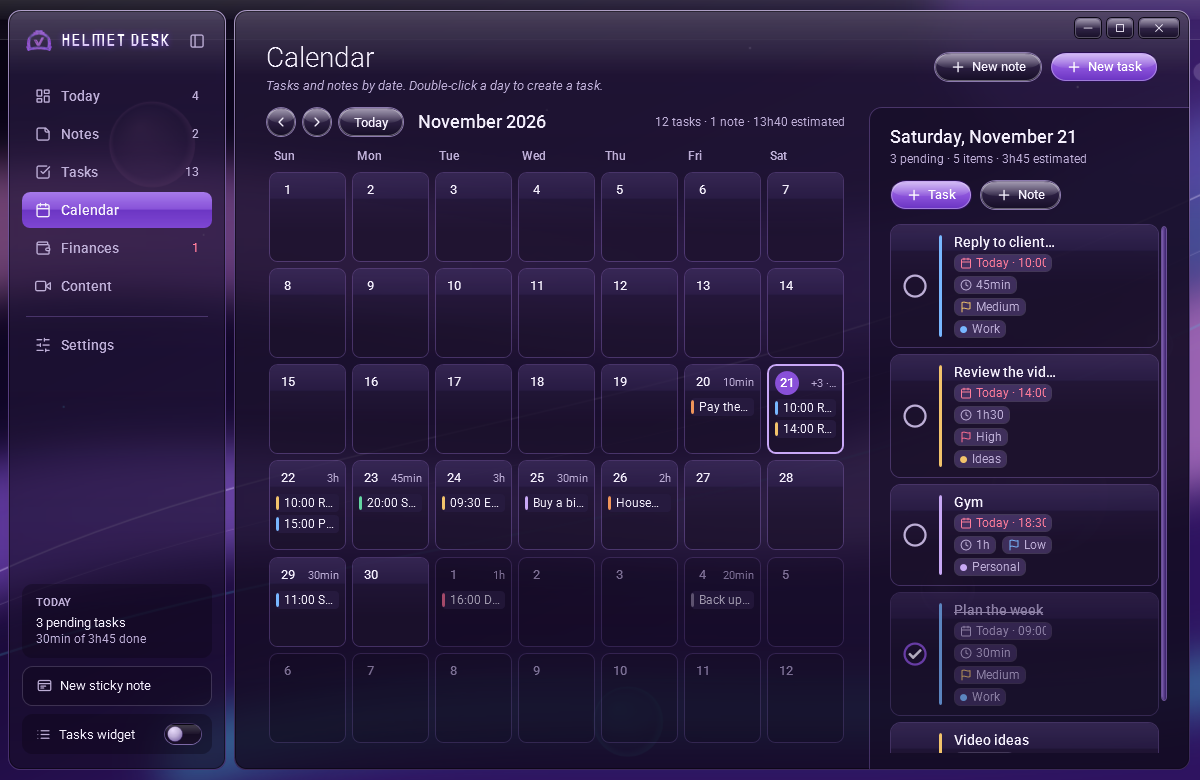 HELMET DESK
Today 4
Notes 2
Tasks 13
Calendar
Finances 1
Content
Settings
TODAY
3 pending tasks
30min of 3h45 done
New sticky note
Tasks widget
Calendar
Tasks and notes by date. Double-click a day to create a task.
New note
New task
Today
November 2026
12 tasks · 1 note · 13h40 estimated
Sun Mon Tue Wed Thu Fri Sat
1 2 3 4 5 6 7
8 9 10 11 12 13 14
15 16 17 18 19 20 10min 21 +3 ·...
Pay the... 10:00 R...
14:00 R...
22 3h 23 45min 24 3h 25 30min 26 2h 27 28
10:00 R... 20:00 S... 09:30 E... Buy a bi... House...
15:00 P...
29 30min 30 1 1h 2 3 4 20min 5
11:00 S... 16:00 D... Back up...
6 7 8 9 10 11 12
Saturday, November 21
3 pending · 5 items · 3h45 estimated
Task
Note
Reply to client...
Today · 10:00
45min
Medium
Work
Review the vid...
Today · 14:00
1h30
High
Ideas
Gym
Today · 18:30
1h Low
Personal
Plan the week
Today · 09:00
30min
Medium
Work
Video ideas